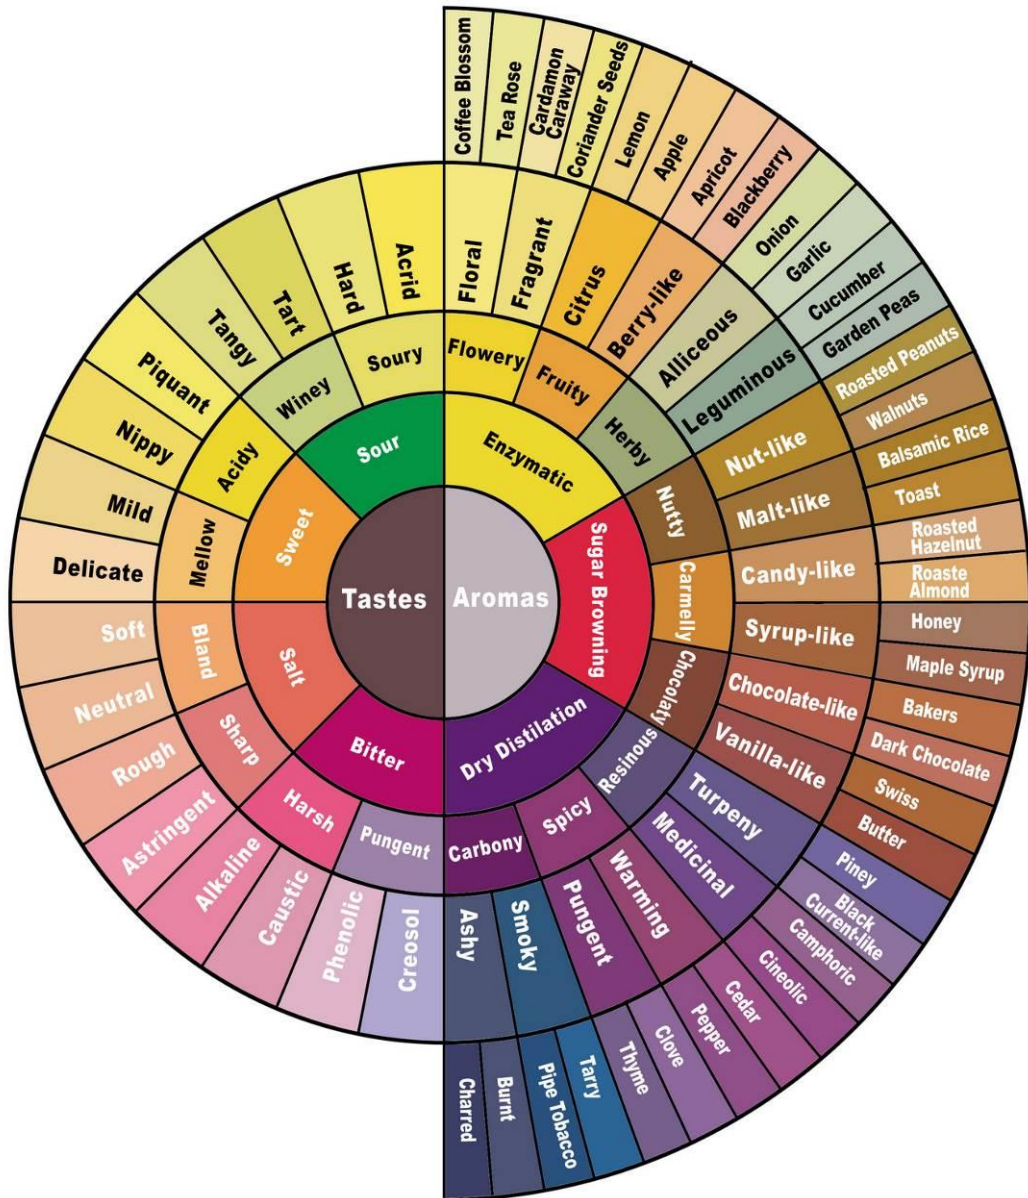 Tastes
Aromas
Sour
Sweet
Salt
Bitter
Soury
Winey
Acidy
Mellow
Bland
Sharp
Harsh
Pungent
Acrid
Hard
Tart
Tangy
Piquant
Nippy
Mild
Delicate
Soft
Neutral
Rough
Astringent
Alkaline
Caustic
Phenolic
Creosol
Enzymatic
Sugar Browning
Dry Distilation
Flowery
Fruity
Herby
Nutty
Carmelly
Chocolaty
Resinous
Spicy
Carbony
Floral
Fragrant
Citrus
Berry-like
Alliceous
Leguminous
Nut-like
Malt-like
Candy-like
Syrup-like
Chocolate-like
Vanilla-like
Turpeny
Medicinal
Warming
Pungent
Smoky
Ashy
Coffee Blossom
Tea Rose
Cardamon
Caraway
Coriander Seeds
Lemon
Apple
Apricot
Blackberry
Onion
Garlic
Cucumber
Garden Peas
Roasted Peanuts
Walnuts
Balsamic Rice
Toast
Roasted
Hazelnut
Roaste
Almond
Honey
Maple Syrup
Bakers
Dark Chocolate
Swiss
Butter
Piney
Black
Current-like
Camphoric
Cineolic
Cedar
Pepper
Clove
Thyme
Tarry
Pipe Tobacco
Burnt
Charred